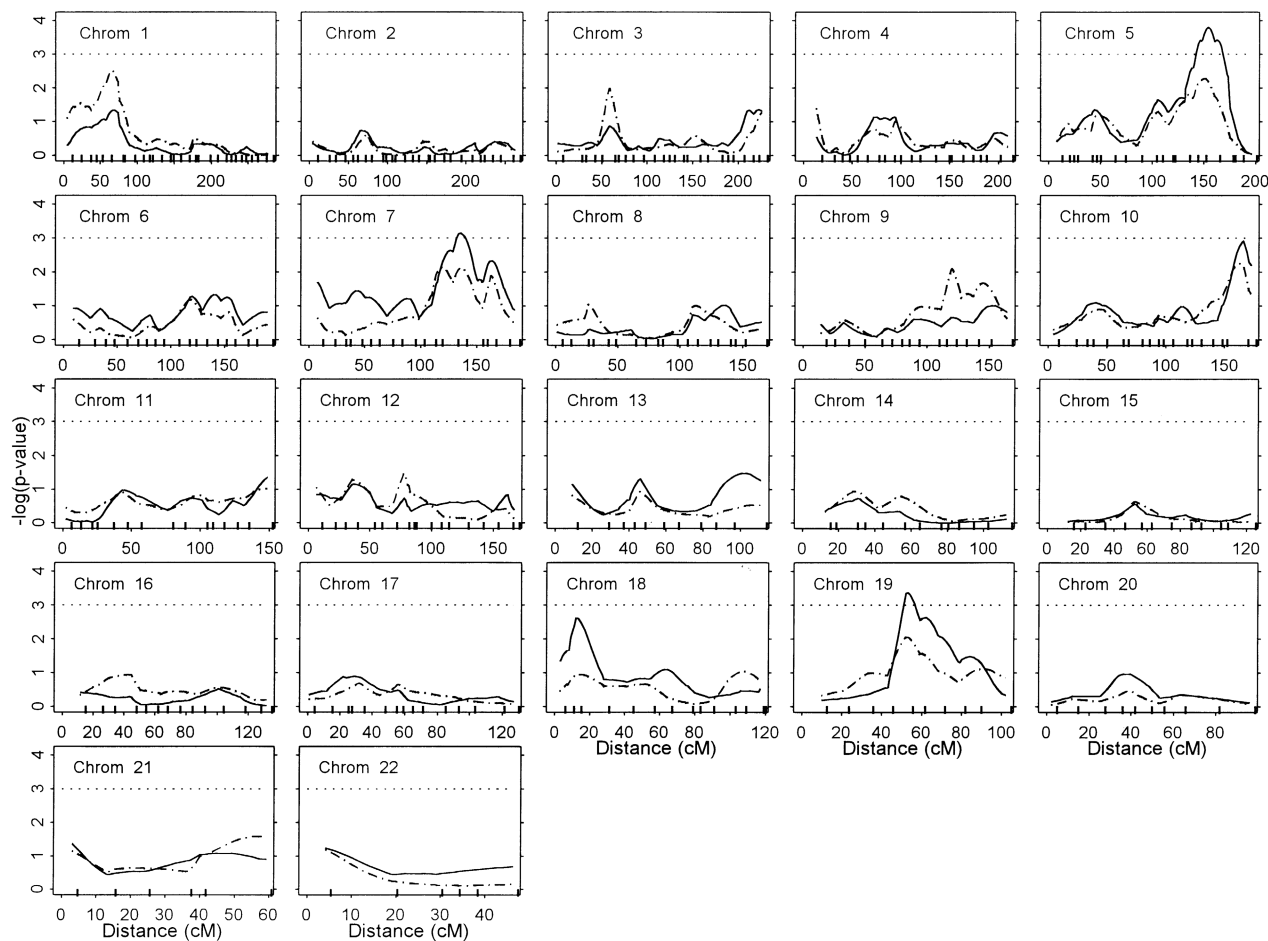 Chrom 1
Chrom 2
Chrom 3
Chrom 4
Chrom 5
4
3
2
1
0
0 50 100 150 200
0 50 100 200
0 50 100 150 200
0 50 100 150 200
0 50 100 150 200
Chrom 6
Chrom 7
Chrom 8
Chrom 9
Chrom 10
4
3
2
1
0
0 50 100 150
0 50 100 150
0 50 100 150
0 50 100 150
0 50 100 150
Chrom 11
Chrom 12
Chrom 13
Chrom 14
Chrom 15
-log(p-value)
4
3
2
1
0
0 50 100 150
0 50 100 150
0 20 40 60 80 100
0 20 40 60 80 100
0 20 40 60 80 120
Chrom 16
Chrom 17
Chrom 18
Chrom 19
Chrom 20
4
3
2
1
0
0 20 40 60 80 100 120
0 20 40 60 80 100 120
0 20 40 60 80 120
0 20 40 60 80 100
0 20 40 60 80
Distance (cM)
Distance (cM)
Distance (cM)
Chrom 21
Chrom 22
4
3
2
1
0
0 10 20 30 40 50 60
0 10 20 30 40
Distance (cM)
Distance (cM)